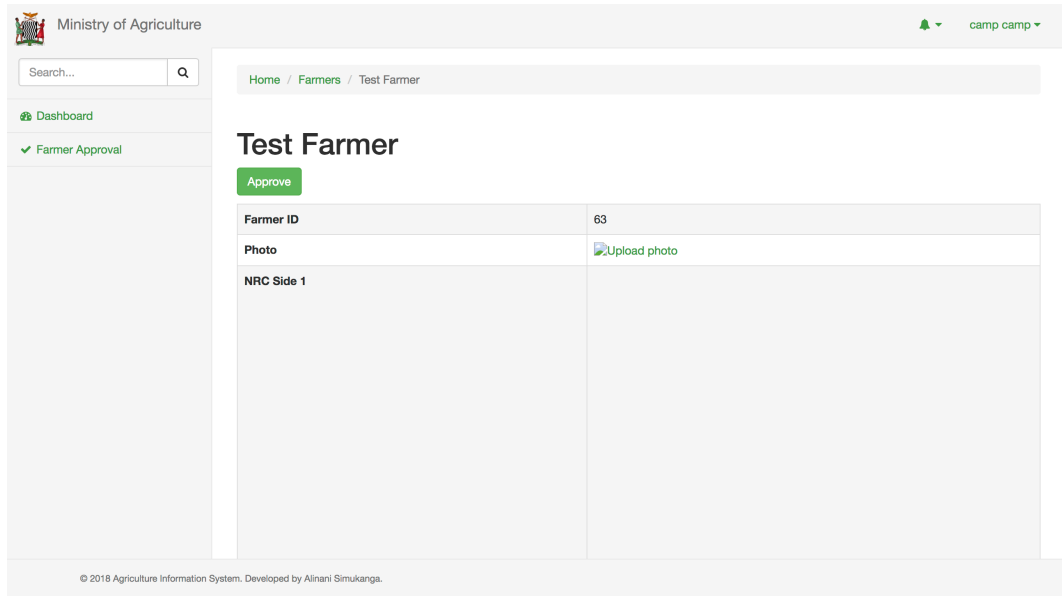 Ministry of Agriculture
camp camp
Search...
Home / Farmers / Test Farmer
Dashboard
Farmer Approval
Test Farmer
Approve
Farmer ID 63
Photo Upload photo
NRC Side 1
© 2018 Agriculture Information System. Developed by Alinani Simukanga.